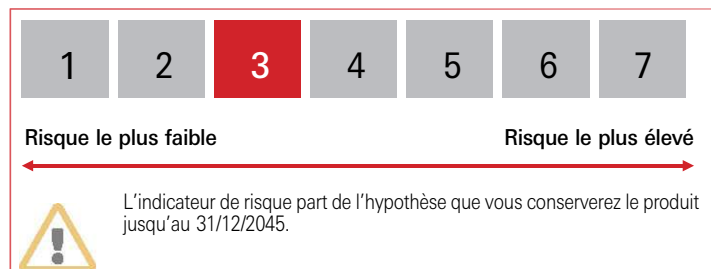 1 2 3 4 5 6 7
Risque le plus faible Risque le plus élevé
L'indicateur de risque part de l'hypothèse que vous conserverez le produit
jusqu'au 31/12/2045.